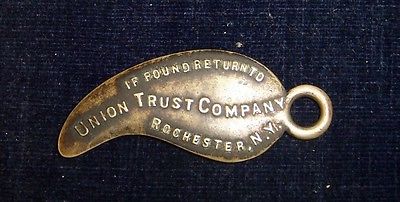 IF FOUND RETURN TO
UNION TRUST COMPANY
ROCHESTER, N.Y.